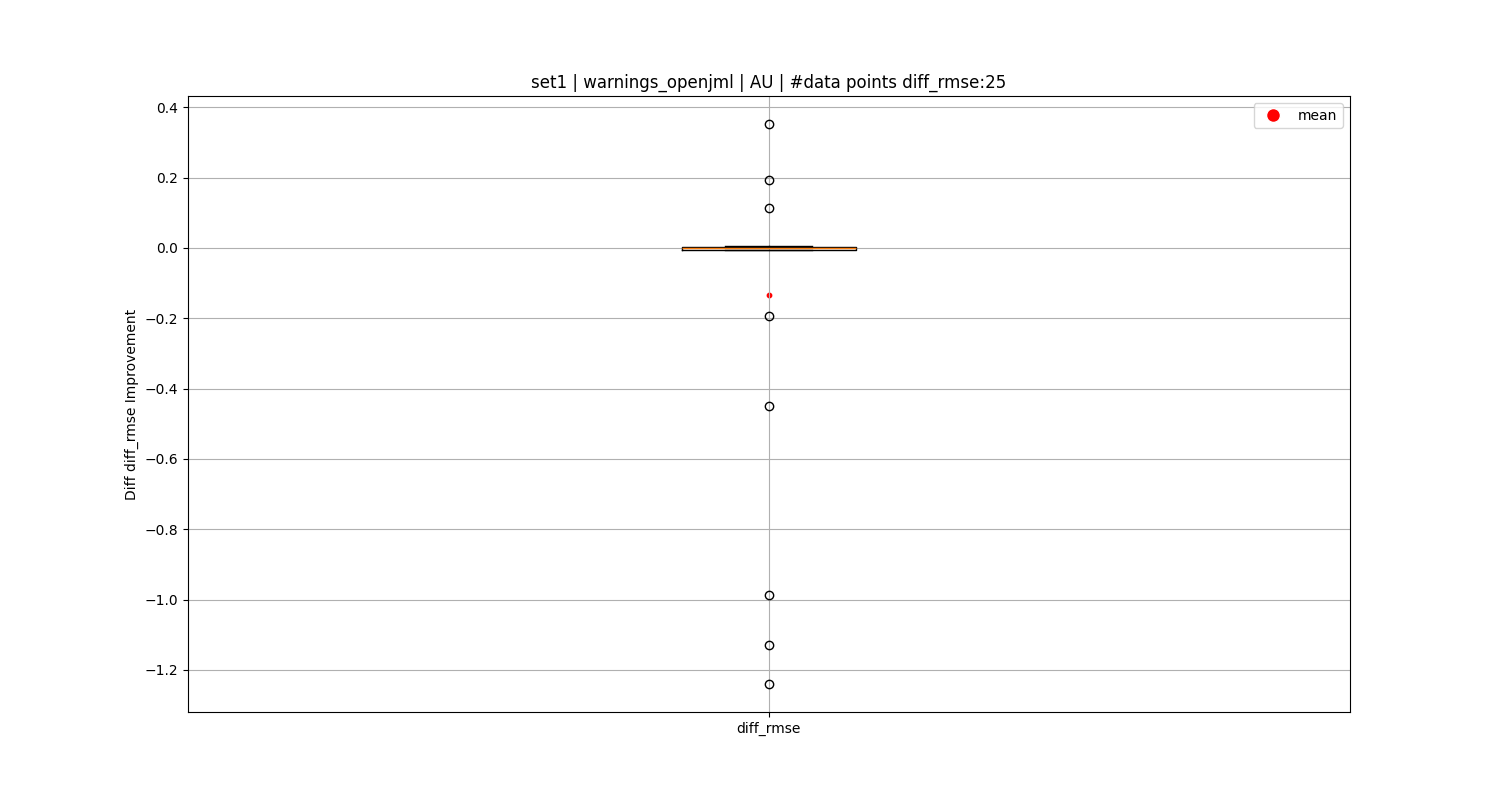 set1 | warnings_openjml | AU | #data points diff_rmse:25
mean
0.4
0.2
0.0
−0.2
−0.4
−0.6
−0.8
−1.0
−1.2
Diff diff_rmse Improvement
diff_rmse